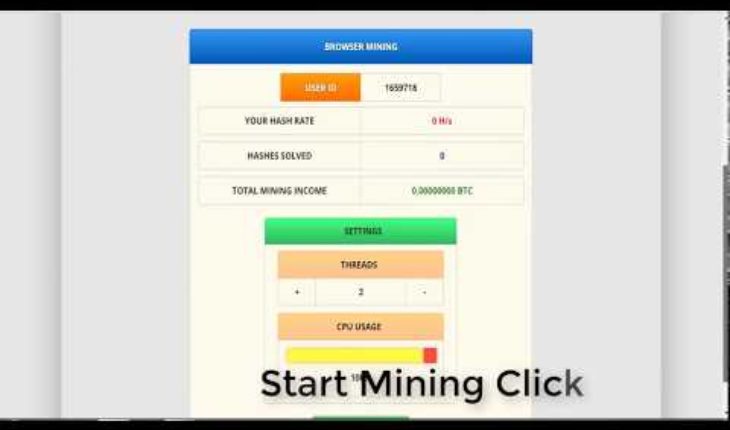 BROWSER MINING
USER ID 1659718
YOUR HASH RATE 0 H/s
HASHES SOLVED 0
TOTAL MINING INCOME 0,00000000 BTC
SETTINGS
THREADS
+ 2 -
CPU USAGE
Start Mining Click